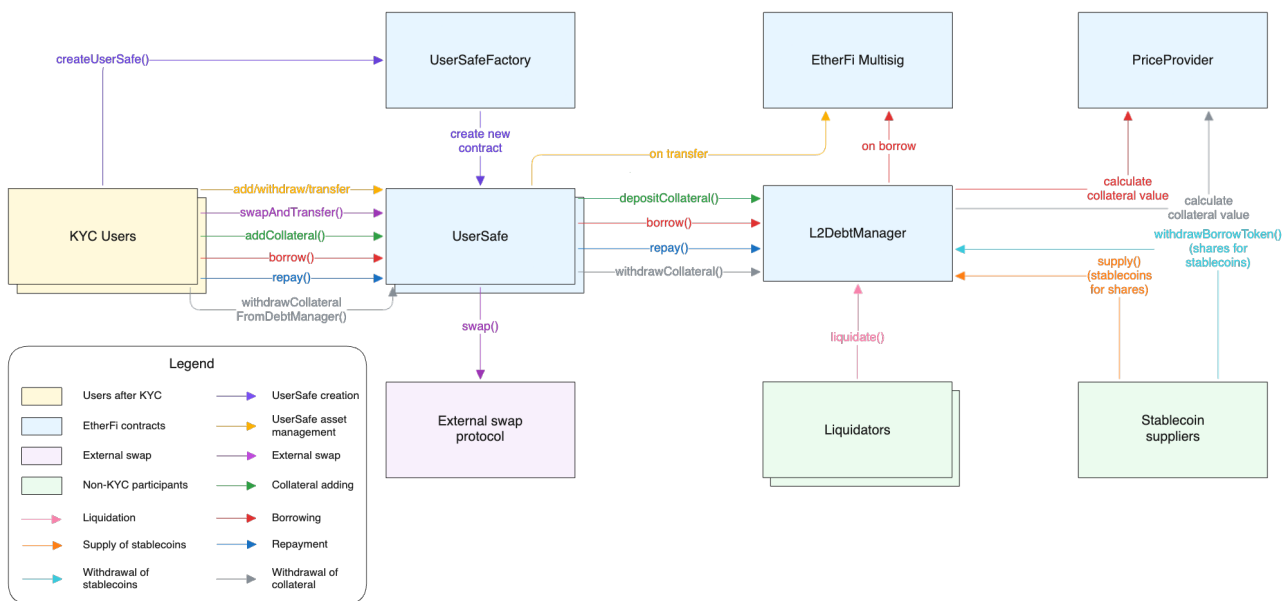 createUserSafe()
UserSafeFactory
EtherFi Multisig
PriceProvider
create new
contract
on transfer
on borrow
calculate
collateral value
calculate
collateral value
KYC Users
add/withdraw/transfer
swapAndTransfer()
addCollateral()
borrow()
repay()
withdrawCollateral
FromDebtManager()
UserSafe
depositCollateral()
borrow()
repay()
withdrawCollateral()
L2DebtManager
withdrawBorrowToken()
(shares for
stablecoins)
supply()
(stablecoins
for shares)
swap()
liquidate()
External swap
protocol
Liquidators
Stablecoin
suppliers
Legend
Users after KYC
UserSafe creation
EtherFi contracts
UserSafe asset
management
External swap
External swap
Non-KYC participants
Collateral adding
Liquidation
Borrowing
Supply of stablecoins
Repayment
Withdrawal of
stablecoins
Withdrawal of
collateral